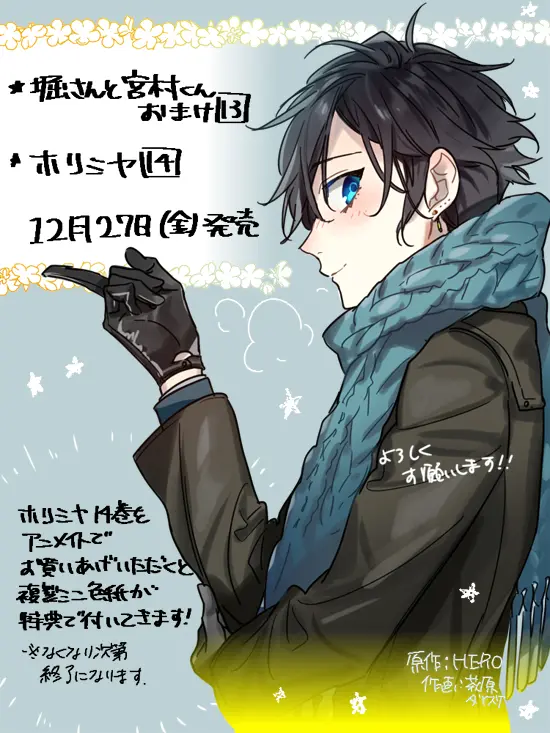 ★堀さんと宮村くん
おまけ13
★ホリミヤ14
12月27日(金)発売
よろしく
お願いします!!
ホリミヤ14巻を
アニメイトで
お買いあげいただくと
複製ミニ色紙が
特典で付いてきます!
※なくなり次第
終了になります.
原作:HERO
作画:萩原
ダイスケ